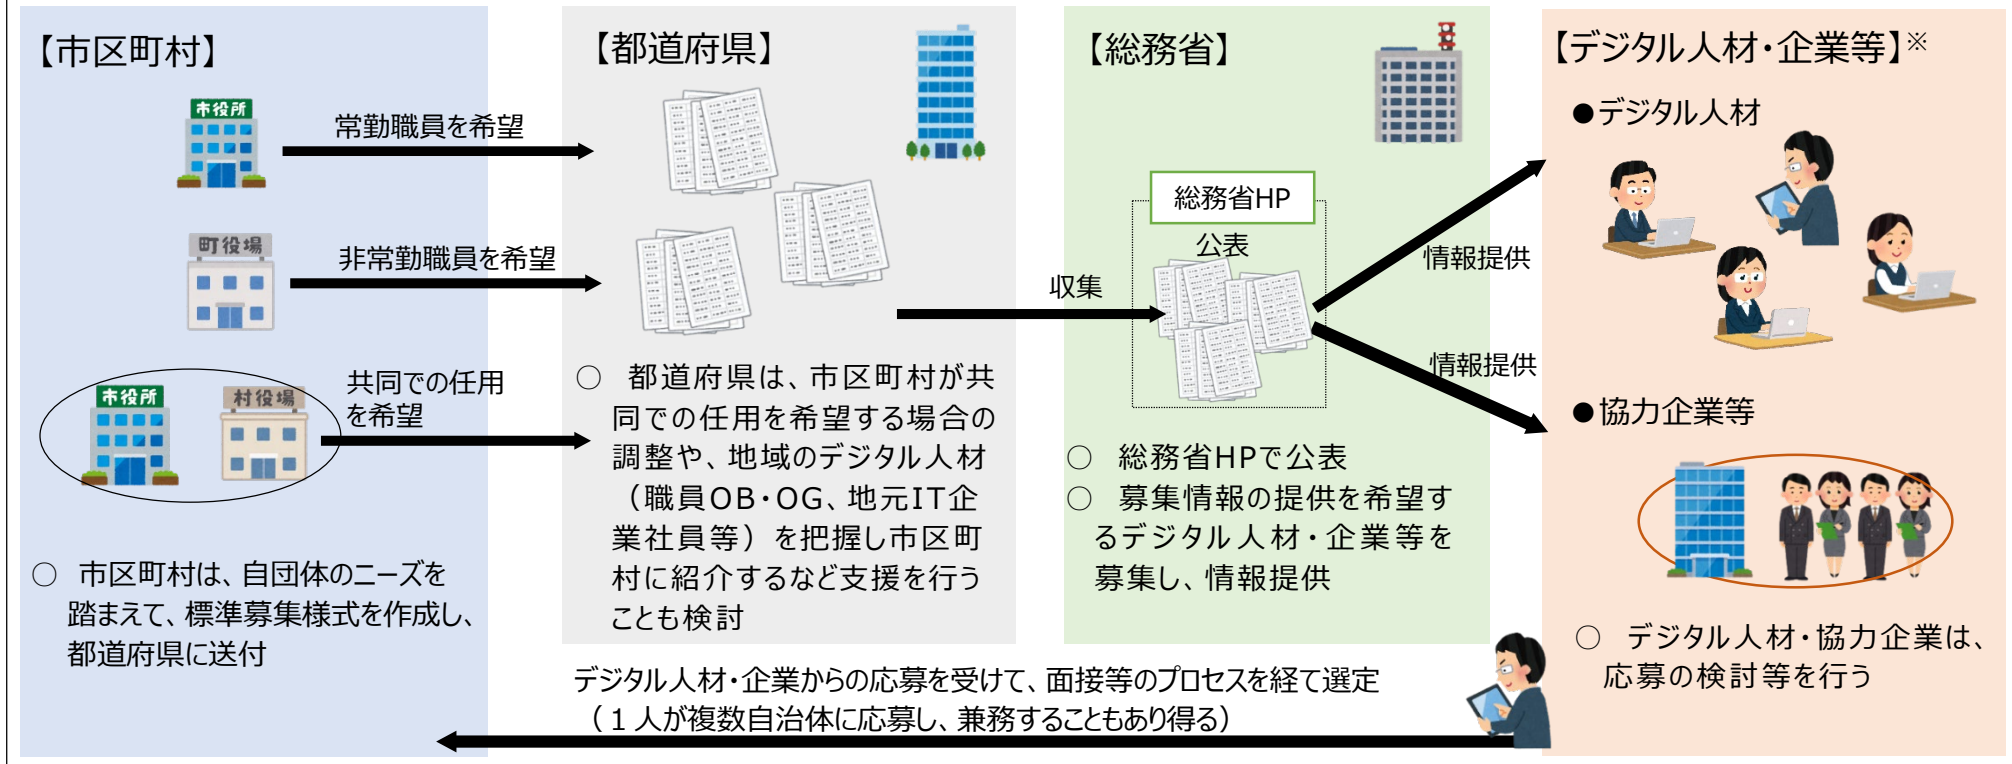 【市区町村】
市役所
常勤職員を希望
町役場
非常勤職員を希望
市役所
村役場
共同での任用
を希望
○ 市区町村は、自団体のニーズを
踏まえて、標準募集様式を作成し、
都道府県に送付
【都道府県】
○ 都道府県は、市区町村が共
同での任用を希望する場合の
調整や、地域のデジタル人材
（職員OB・OG、地元IT企
業社員等）を把握し市区町
村に紹介するなど支援を行う
ことも検討
収集
【総務省】
総務省HP
公表
○ 総務省HPで公表
○ 募集情報の提供を希望す
るデジタル人材・企業等を
募集し、情報提供
情報提供
情報提供
【デジタル人材・企業等】※
●デジタル人材
●協力企業等
○ デジタル人材・協力企業は、
応募の検討等を行う
デジタル人材・企業からの応募を受けて、面接等のプロセスを経て選定
（１人が複数自治体に応募し、兼務することもあり得る）